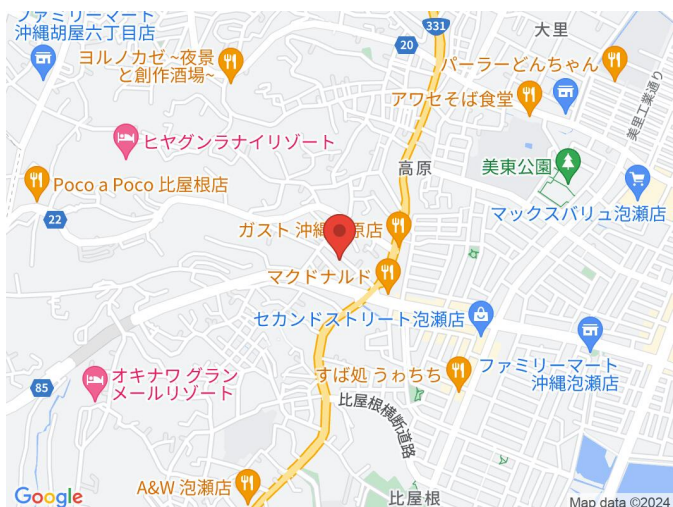 ファミリーマート
沖縄胡屋六丁目店
ヨルノカゼ ~夜景
と創作酒場~
331
20
大里
パーラーどんちゃん
アワセそば食堂
美里工業通り
ヒヤグンラナイリゾート
高原
美東公園
Poco a Poco 比屋根店
22
マックスバリュ泡瀬店
ガスト 沖縄
原店
マクドナルド
セカンドストリート泡瀬店
85
オキナワ グラン
メールリゾート
すば処 うゎちち
ファミリーマート
沖縄泡瀬店
比屋根横断道路
A&W 泡瀬店
比屋根
Google
Map data ©2024